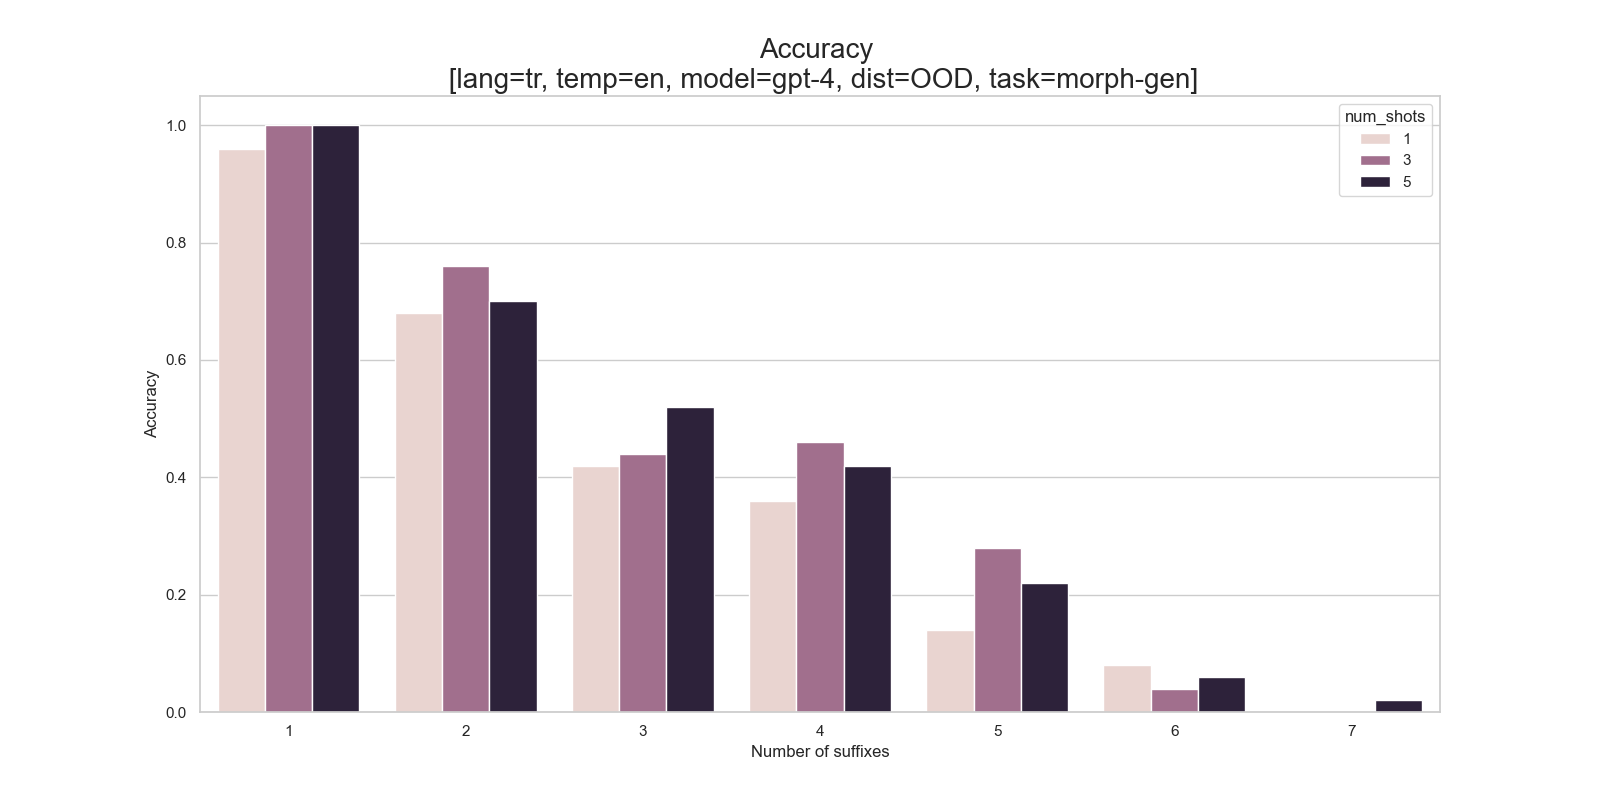 Accuracy
[lang=tr, temp=en, model=gpt-4, dist=OOD, task=morph-gen]
num_shots
1
3
5
Accuracy
1.0
0.8
0.6
0.4
0.2
0.0
1 2 3 4 5 6 7
Number of suffixes